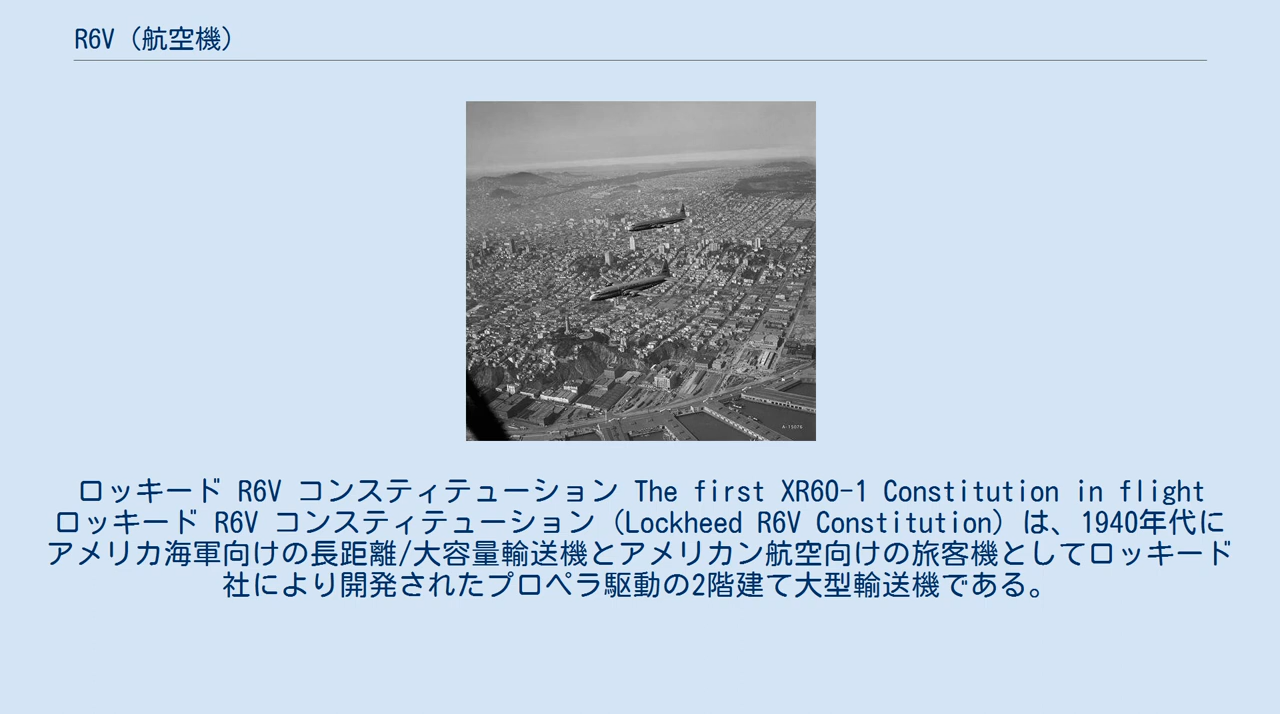 R6V（航空機）
A-15076
ロッキード R6V コンスティテューション The first XR6O-1 Constitution in flight
ロッキード R6V コンスティテューション（Lockheed R6V Constitution）は、1940年代に
アメリカ海軍向けの長距離/大容量輸送機とアメリカン航空向けの旅客機としてロッキード
社により開発されたプロペラ駆動の2階建て大型輸送機である。